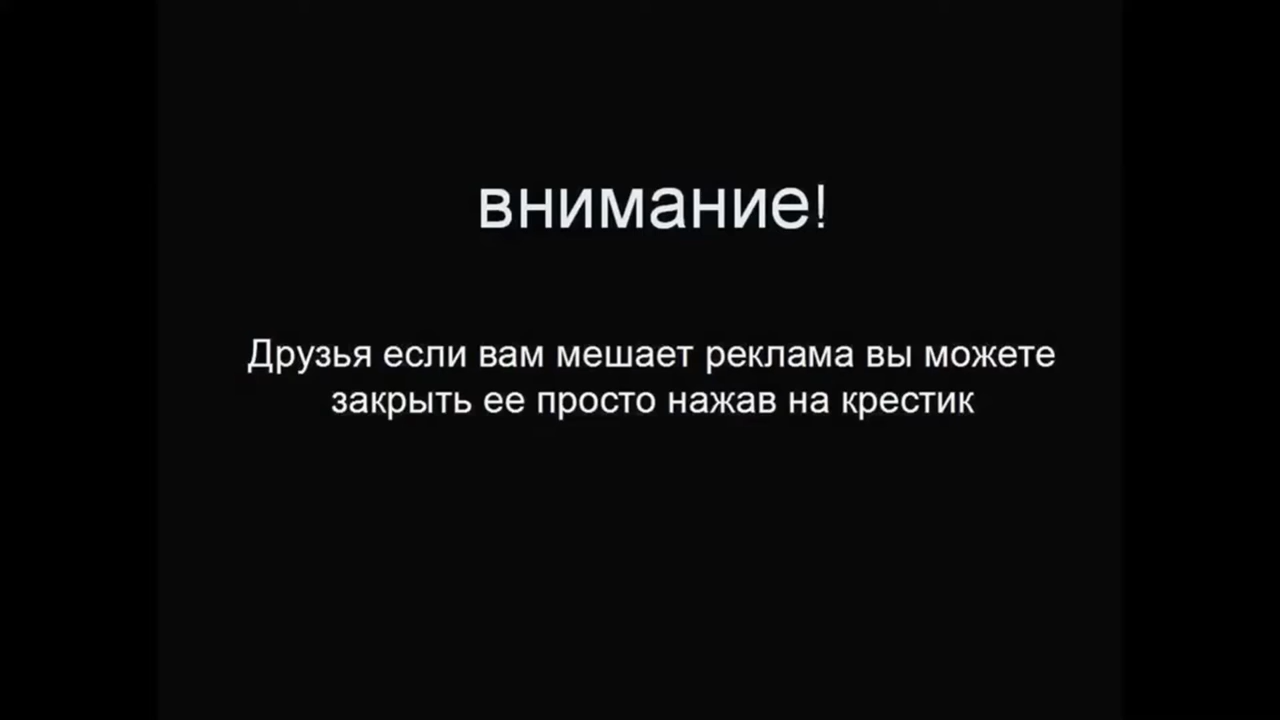 внимание!
Друзья если вам мешает реклама вы можете
закрыть ее просто нажав на крестик